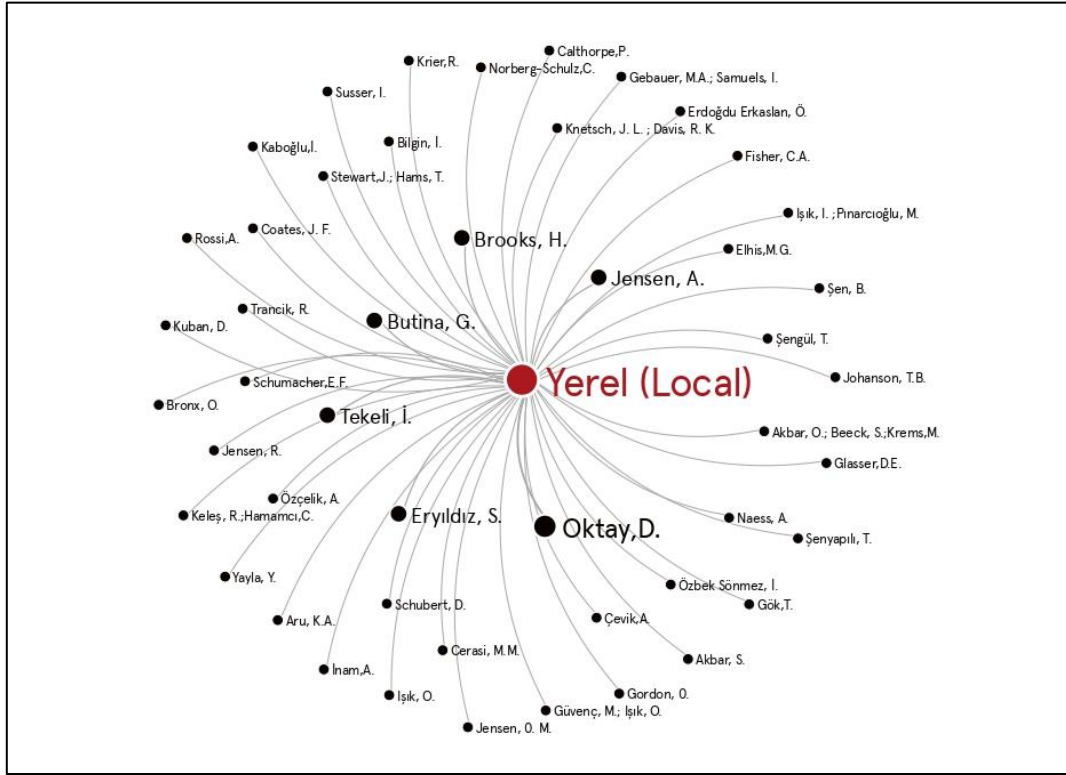 Calthorpe,P.
Krier,R.
Norberg-Schulz,C.
Gebauer, M.A.; Samuels, I.
Susser, I.
Erdoğdu Erkaslan, Ö.
Knetsch, J. L. ; Davis, R. K.
Bilgin, İ.
Kaboğlu,İ.
Fisher, C.A.
Stewart,J.; Hams, T.
Işık, I. ;Pınarcıoğlu, M.
Coates, J. F.
Rossi,A.
Brooks, H.
Elhis,M.G.
Jensen, A.
Şen, B.
Trancik, R.
Butina, G.
Kuban, D.
Şengül, T.
Johanson, T.B.
Schumacher,E.F.
Yerel (Local)
Bronx, O.
Tekeli, İ.
Akbar, O.; Beeck, S.;Krems,M.
Jensen, R.
Glasser,D.E.
Özçelik, A.
Keleş, R.;Hamamcı,C.
Eryıldız, S.
Naess, A.
Oktay,D.
Şenyapılı, T.
Yayla, Y.
Özbek Sönmez, İ.
Schubert, D.
Gök,T.
Çevik,A.
Aru, K.A.
Cerasi, M.M.
Akbar, S.
İnam,A.
Işık, O.
Gordon, 0.
Güvenç, M.; Işık, O.
Jensen, 0. M.